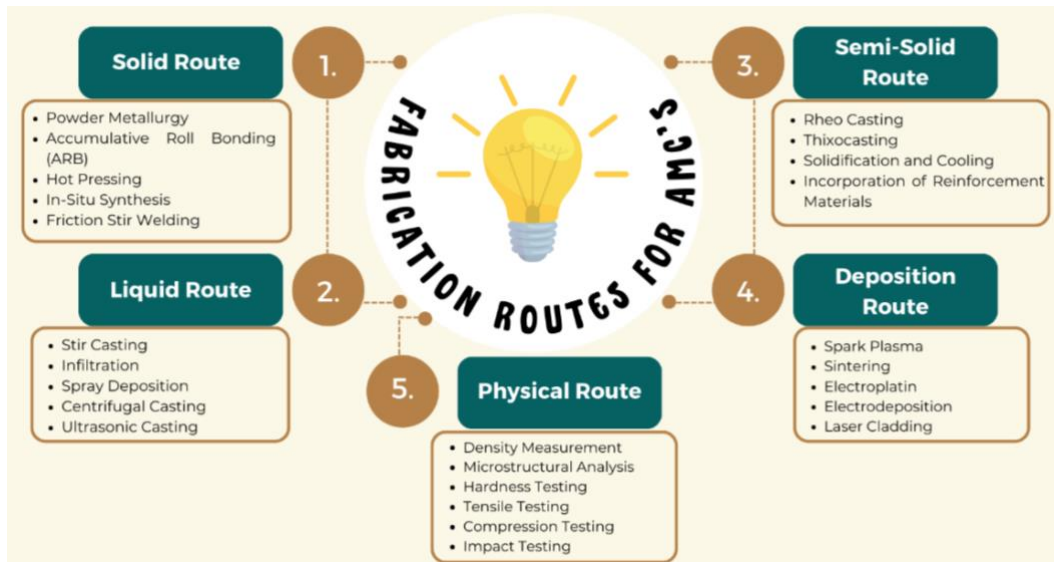 FABRICATION ROUTES FOR AMC'S
1.
Solid Route
• Powder Metallurgy
• Accumulative Roll Bonding
(ARB)
• Hot Pressing
• In-Situ Synthesis
• Friction Stir Welding
2.
Liquid Route
• Stir Casting
• Infiltration
• Spray Deposition
• Centrifugal Casting
• Ultrasonic Casting
3.
Semi-Solid
Route
• Rheo Casting
• Thixocasting
• Solidification and Cooling
• Incorporation of Reinforcement
Materials
4.
Deposition
Route
• Spark Plasma
• Sintering
• Electroplatin
• Electrodeposition
• Laser Cladding
5.
Physical Route
• Density Measurement
• Microstructural Analysis
• Hardness Testing
• Tensile Testing
• Compression Testing
• Impact Testing